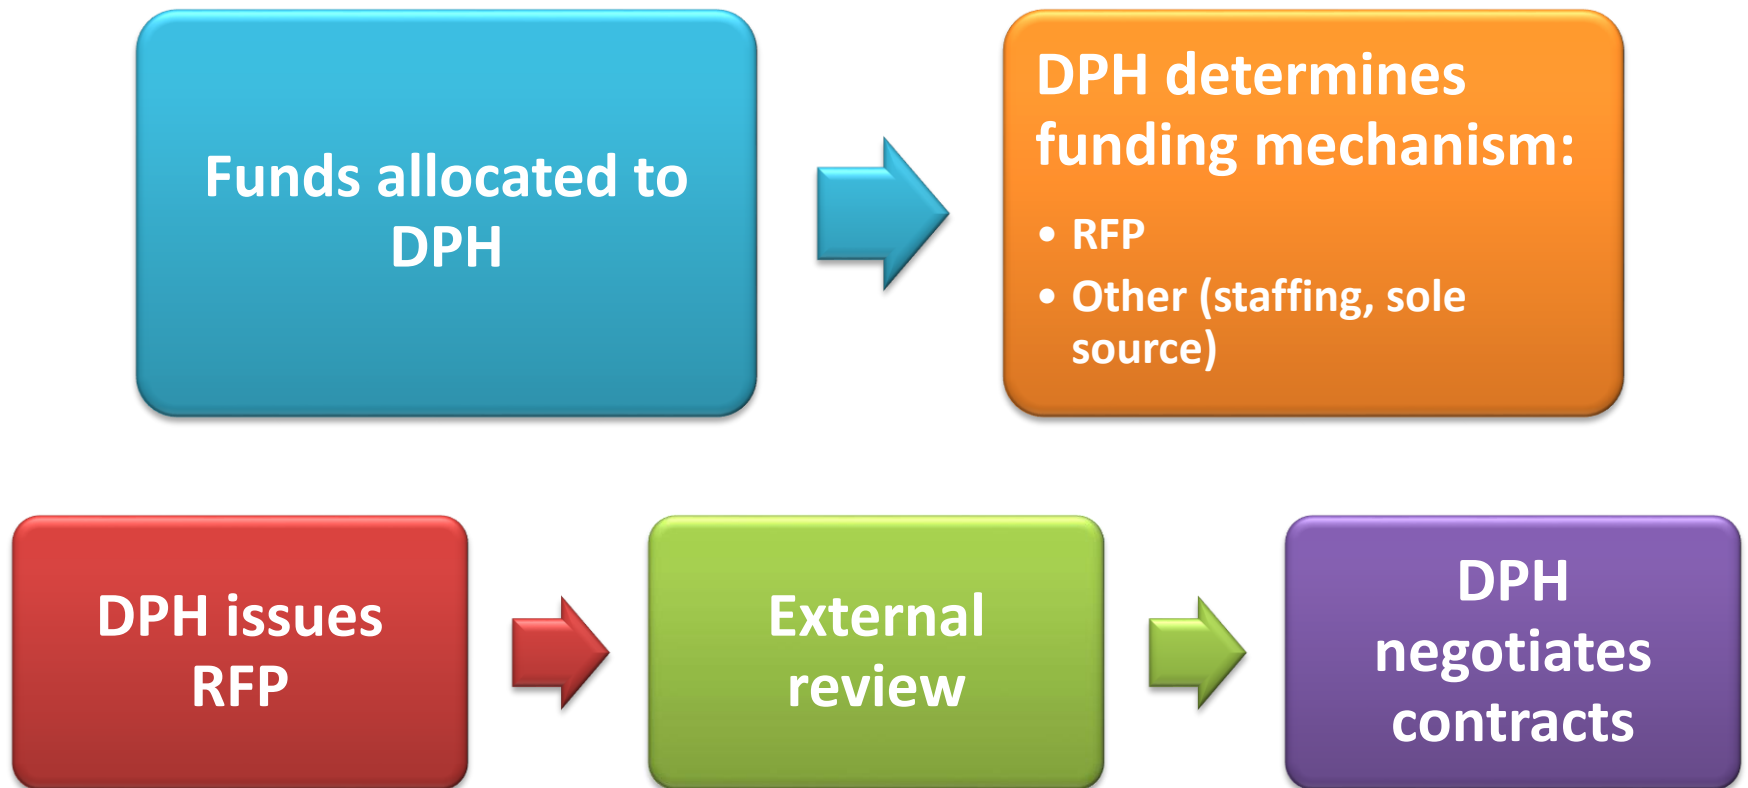 Funds allocated to
DPH
DPH determines
funding mechanism:
• RFP
• Other (staffing, sole
source)
DPH issues
RFP
External
review
DPH
negotiates
contracts